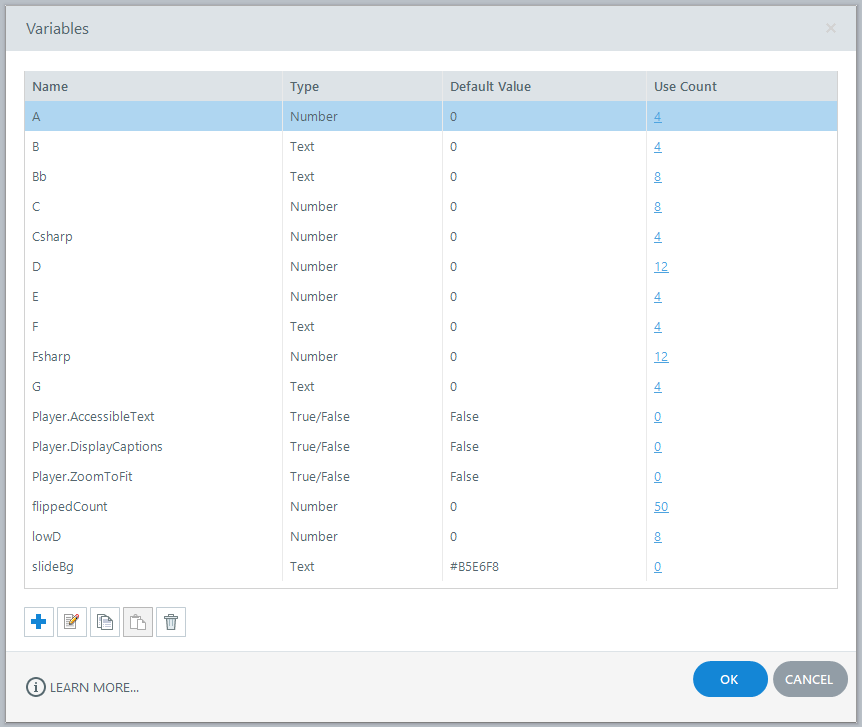 Variables
Name Type Default Value Use Count
A Number 0 4
B Text 0 4
Bb Text 0 8
C Number 0 8
Csharp Number 0 4
D Number 0 12
E Number 0 4
F Text 0 4
Fsharp Number 0 12
G Text 0 4
Player.AccessibleText True/False False 0
Player.DisplayCaptions True/False False 0
Player.ZoomToFit True/False False 0
flippedCount Number 0 50
lowD Number 0 8
slideBg Text #B5E6F8 0
LEARN MORE... OK CANCEL